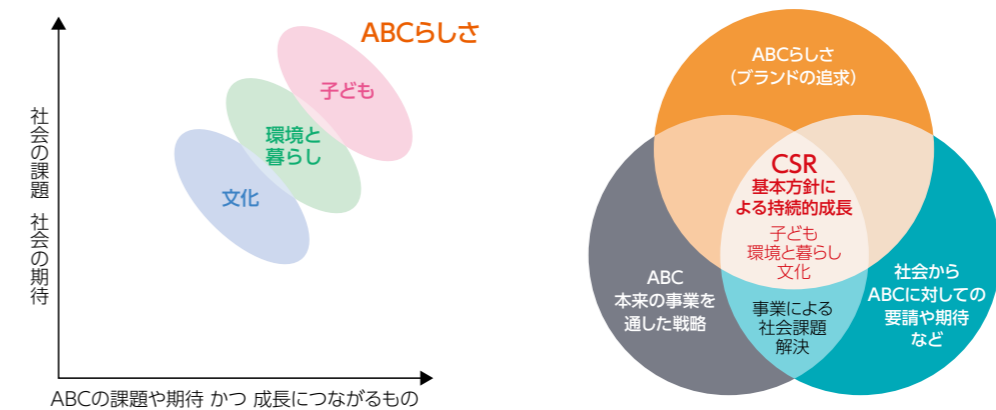 ABCらしさ
子ども
環境と
暮らし
文化
社会の課題 社会の期待
ABCの課題や期待 かつ 成長につながるもの
ABCらしさ
(ブランドの追求)
CSR
基本方針に
よる持続的成長
子ども
環境と暮らし
文化
ABC
本来の事業を
通した戦略
事業による
社会課題
解決
社会から
ABCに対しての
要請や期待
など